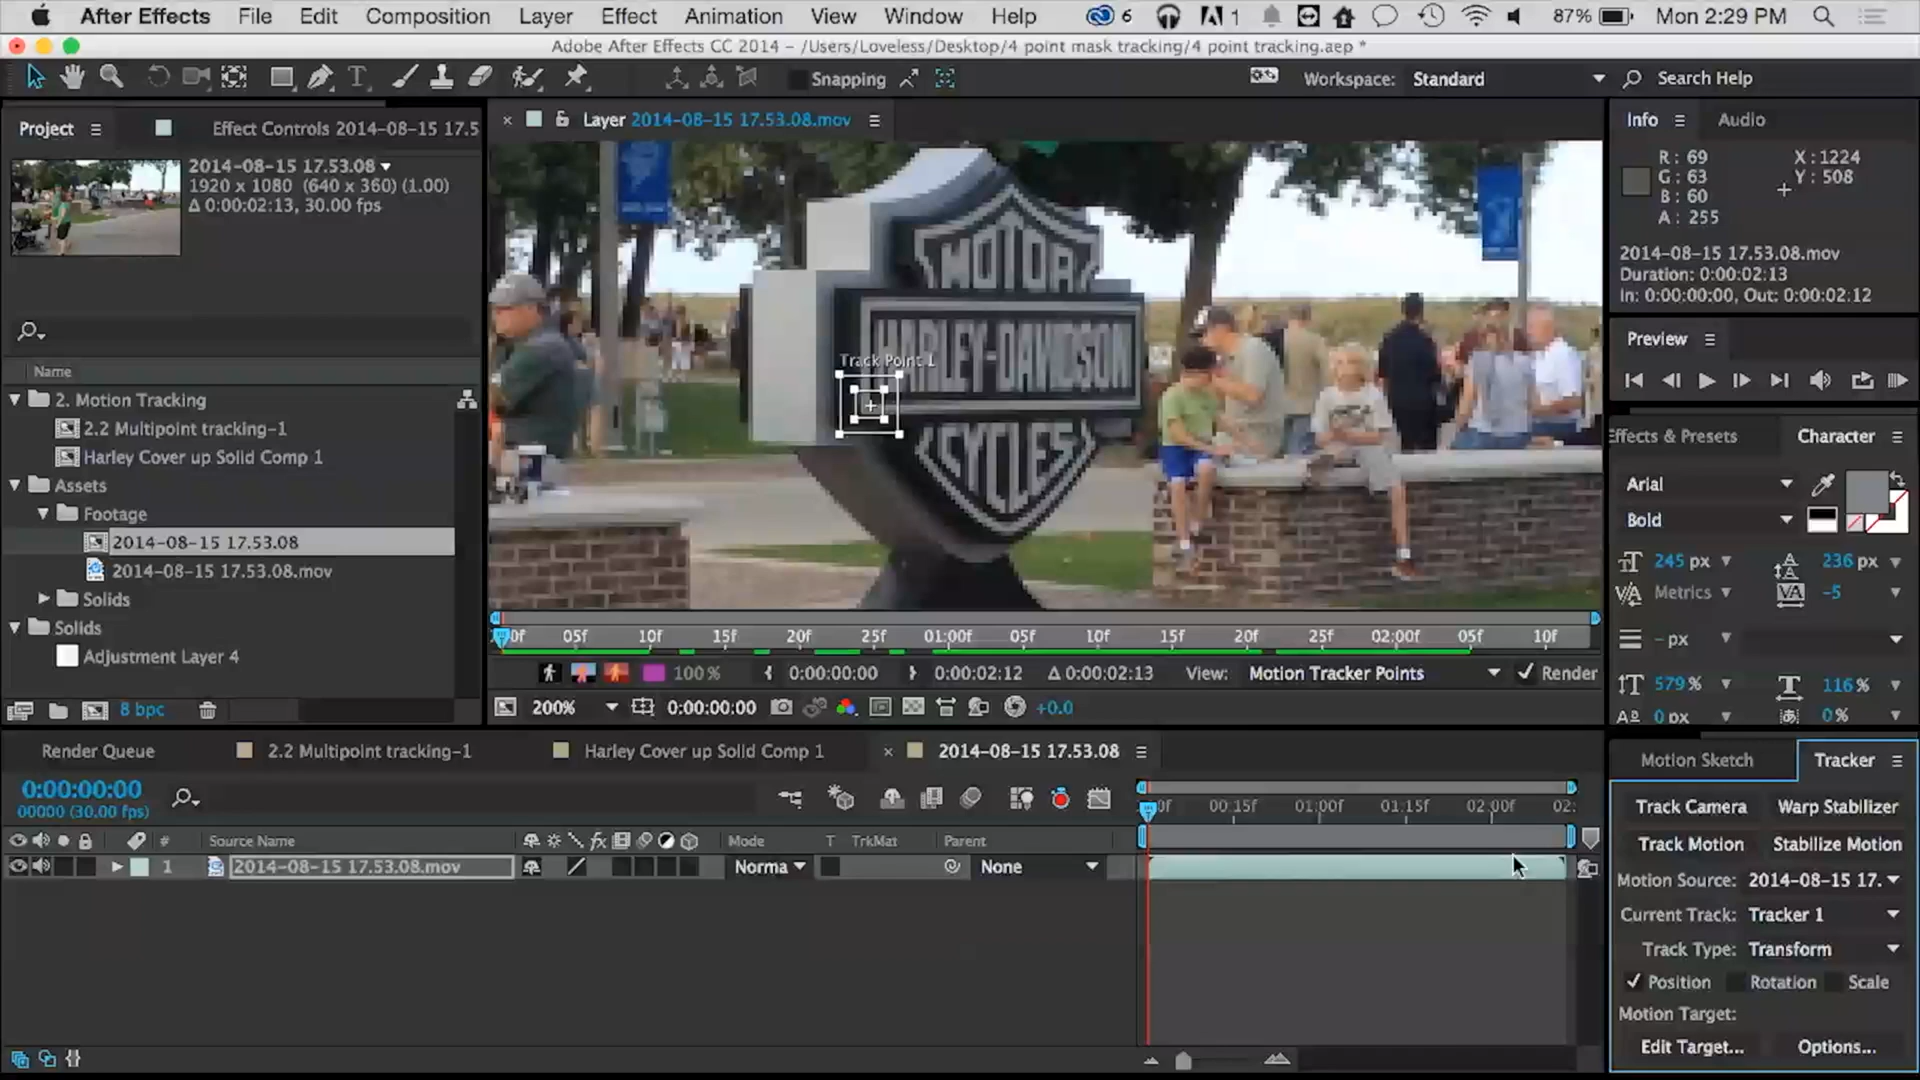 After Effects File Edit Composition Layer Effect Animation View Window Help 6 1 87% Mon 2:29 PM
Adobe After Effects CC 2014 - /Users/Loveless/Desktop/4 point mask tracking/4 point tracking.aep *
Snapping Workspace: Standard Search Help
Project Effect Controls 2014-08-15 17.5
2014-08-15 17.53.08
1920 x 1080 (640 x 360) (1.00)
Δ 0:00:02:13, 30.00 fps
Name
2. Motion Tracking
2.2 Multipoint tracking-1
Harley Cover up Solid Comp 1
Assets
Footage
2014-08-15 17.53.08
2014-08-15 17.53.08.mov
Solids
Solids
Adjustment Layer 4
8 bpc
Layer 2014-08-15 17.53.08.mov
MOTOR
HARLEY-DAVIDSON
CYCLES
Track Point 1
0f 05f 10f 15f 20f 25f 01:00f 05f 10f 15f 20f 25f 02:00f 05f 10f
100% 0:00:00:00 0:00:02:12 Δ 0:00:02:13 View: Motion Tracker Points Render
200% 0:00:00:00 +0.0
Info Audio
R: 69 X: 1224
G: 63 Y: 508
B: 60
A: 255
2014-08-15 17.53.08.mov
Duration: 0:00:02:13
In: 0:00:00:00, Out: 0:00:02:12
Preview
Effects & Presets Character
Arial
Bold
245 px 236 px
Metrics -5
- px
579% 116%
0 px 0%
Render Queue 2.2 Multipoint tracking-1 Harley Cover up Solid Comp 1 2014-08-15 17.53.08
0:00:00:00
00000 (30.00 fps)
0f 00:15f 01:00f 01:15f 02:00f 02:
# Source Name Mode T TrkMat Parent
1 2014-08-15 17.53.08.mov Norma None
Motion Sketch Tracker
Track Camera Warp Stabilizer
Track Motion Stabilize Motion
Motion Source: 2014-08-15 17.
Current Track: Tracker 1
Track Type: Transform
Position Rotation Scale
Motion Target:
Edit Target... Options...